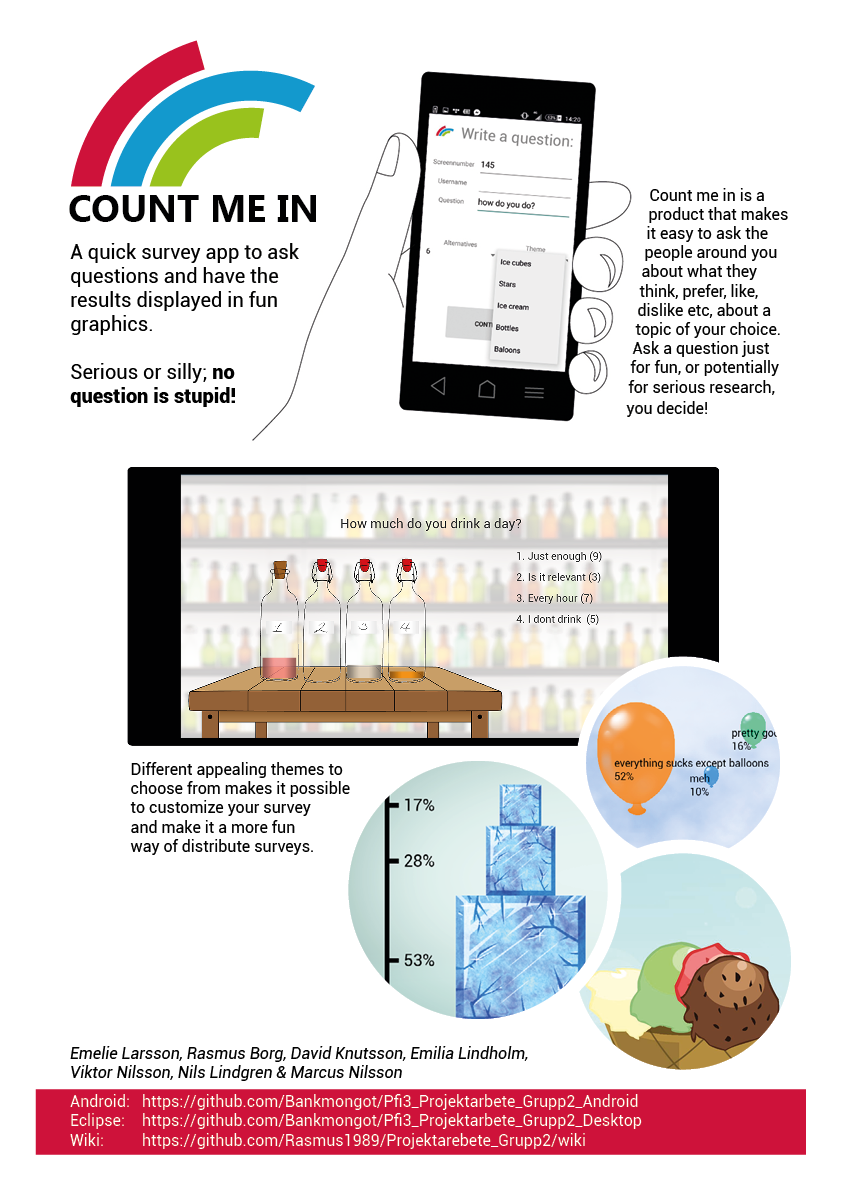 COUNT ME IN
A quick survey app to ask
questions and have the
results displayed in fun
graphics.
Serious or silly; no
question is stupid!
14:20
Write a question:
Screennumber 145
Username
Question how do you do?
Alternatives Theme
6
Ice cubes
Stars
Ice cream
CONTI
Bottles
Baloons
Count me in is a
product that makes
it easy to ask the
people around you
about what they
think, prefer, like,
dislike etc, about a
topic of your choice.
Ask a question just
for fun, or potentially
for serious research,
you decide!
How much do you drink a day?
1. Just enough (9)
2. Is it relevant (3)
3. Every hour (7)
4. I dont drink (5)
1 2 3 4
pretty goo
16%
everything sucks except balloons
52%
meh
10%
Different appealing themes to
choose from makes it possible
to customize your survey
and make it a more fun
way of distribute surveys.
17%
28%
53%
Emelie Larsson, Rasmus Borg, David Knutsson, Emilia Lindholm,
Viktor Nilsson, Nils Lindgren & Marcus Nilsson
Android: https://github.com/Bankmongot/Pfi3_Projektarbete_Grupp2_Android
Eclipse: https://github.com/Bankmongot/Pfi3_Projektarbete_Grupp2_Desktop
Wiki: https://github.com/Rasmus1989/Projektarebete_Grupp2/wiki